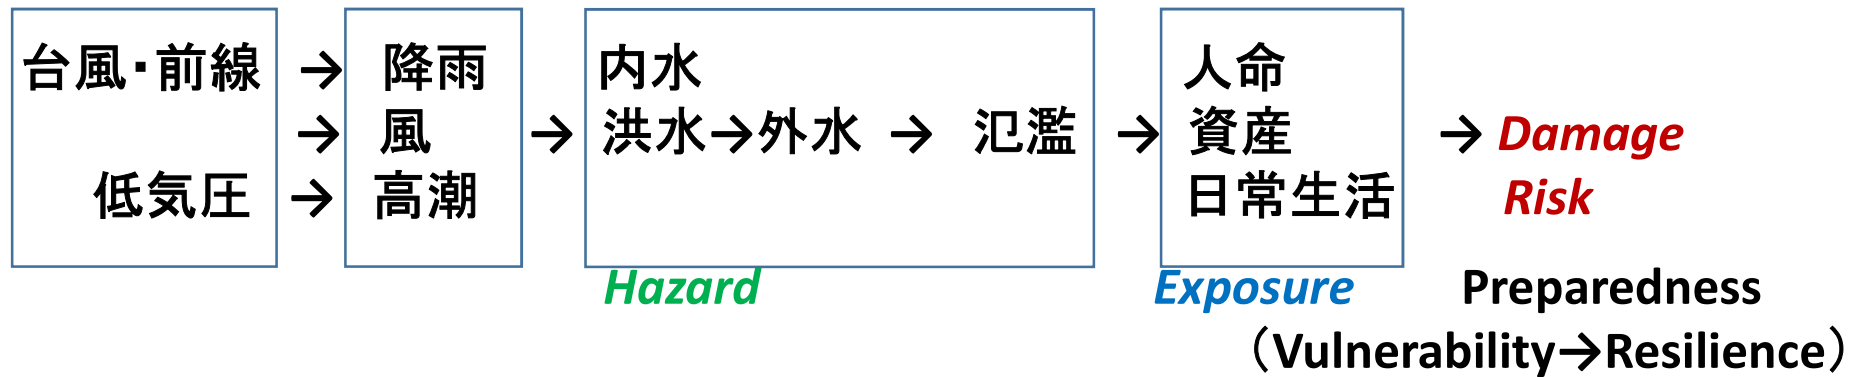 台風・前線 → 降雨 内水 人命
→ 風 → 洪水→外水 → 氾濫 → 資産 → Damage
低気圧 → 高潮 日常生活 Risk
Hazard Exposure Preparedness
（Vulnerability→Resilience）